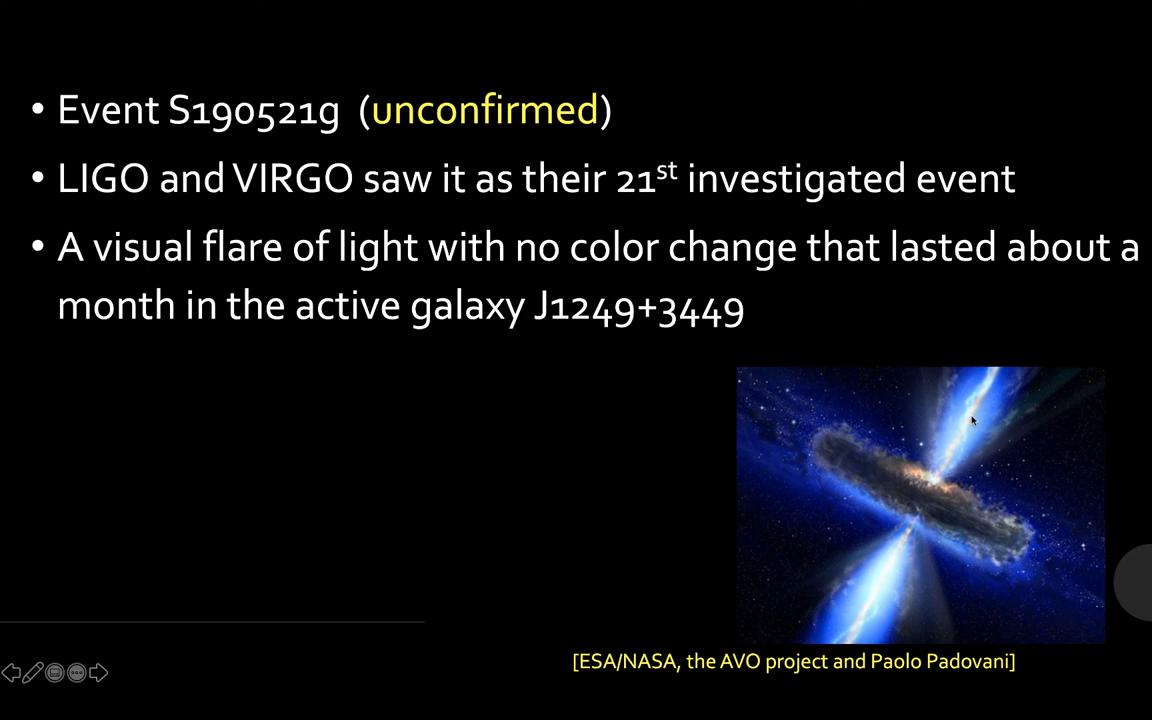 • Event S190521g (unconfirmed)
• LIGO and VIRGO saw it as their 21st investigated event
• A visual flare of light with no color change that lasted about a
month in the active galaxy J1249+3449
[ESA/NASA, the AVO project and Paolo Padovani]